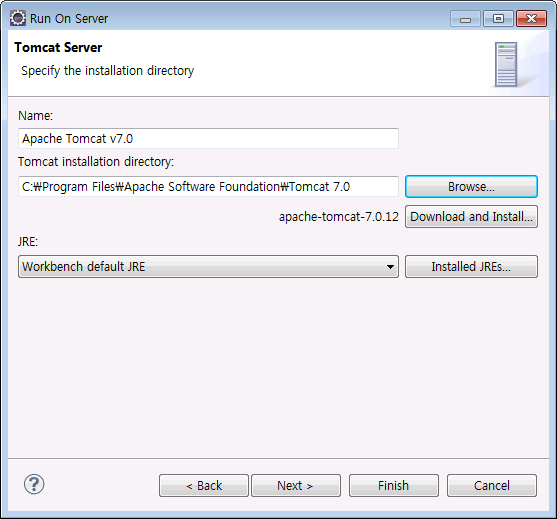 Run On Server
Tomcat Server
Specify the installation directory
Name:
Apache Tomcat v7.0
Tomcat installation directory:
C:₩Program Files₩Apache Software Foundation₩Tomcat 7.0
Browse...
apache-tomcat-7.0.12
Download and Install...
JRE:
Workbench default JRE
Installed JREs...
?
< Back
Next >
Finish
Cancel